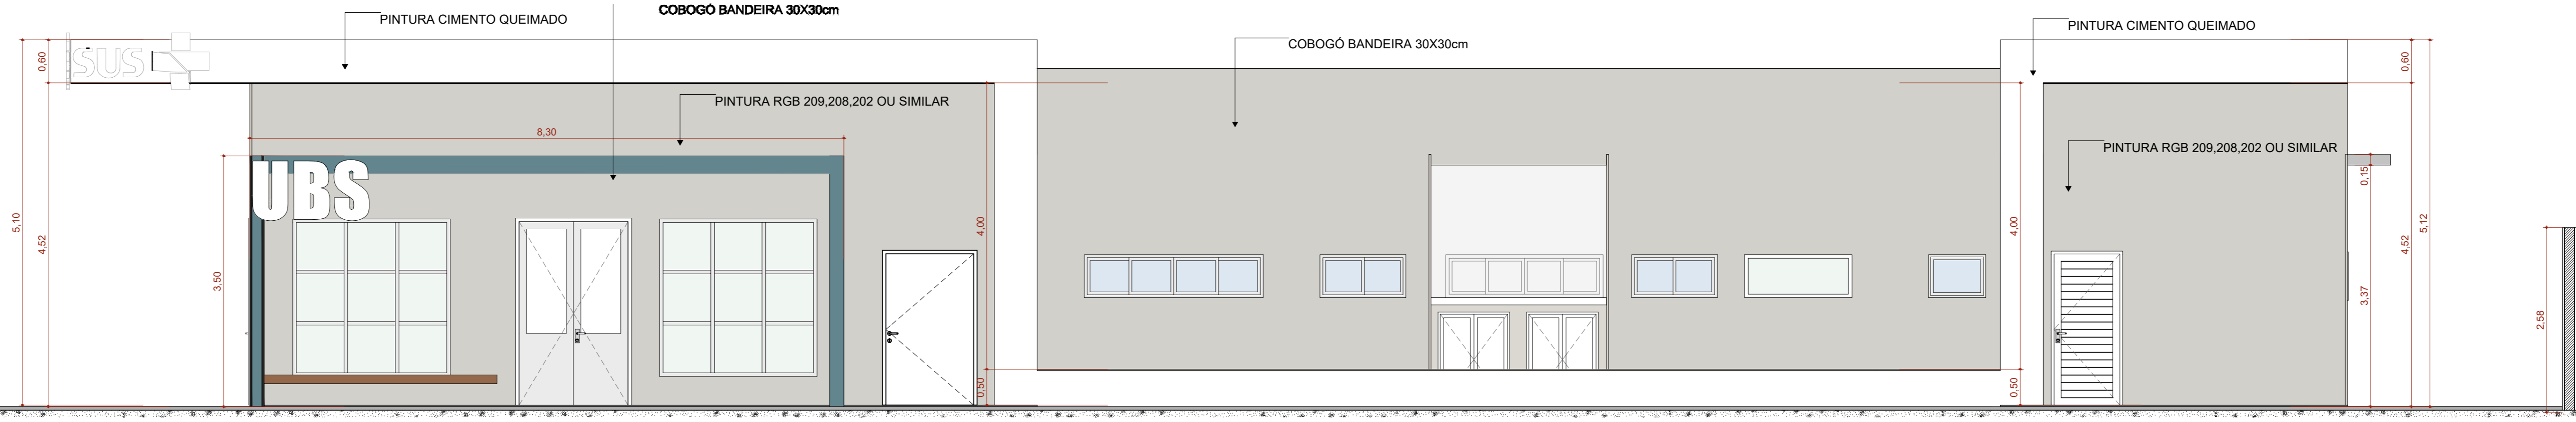 COBOGÓ BANDEIRA 30X30cm
PINTURA CIMENTO QUEIMADO
PINTURA CIMENTO QUEIMADO
COBOGÓ BANDEIRA 30X30cm
SUS
0,60
0,60
PINTURA RGB 209,208,202 OU SIMILAR
8,30
PINTURA RGB 209,208,202 OU SIMILAR
UBS
0,15
5,10
4,52
3,50
4,00
4,00
4,52
5,12
3,37
2,58
0,50
0,50